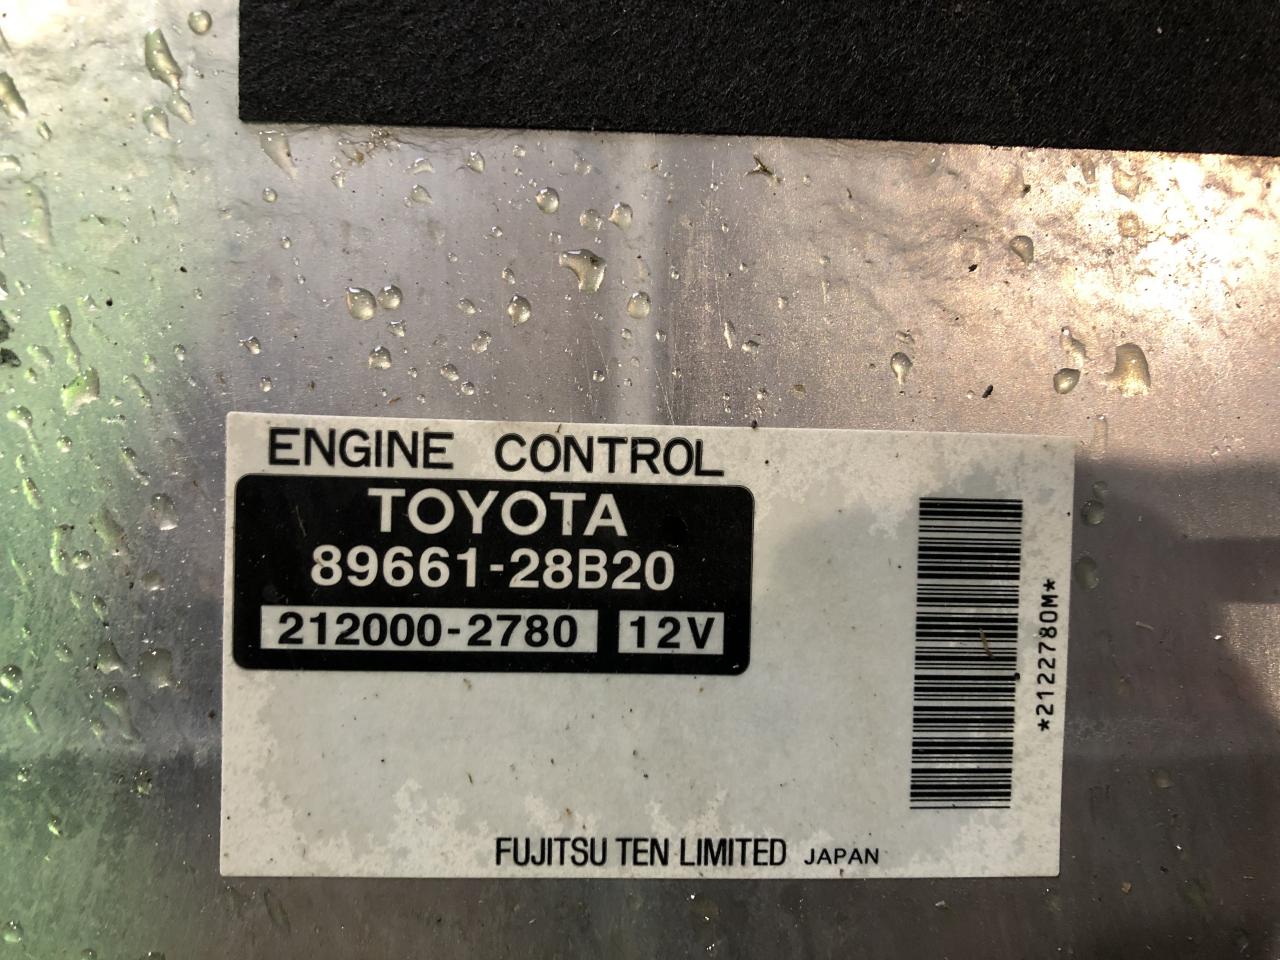 ENGINE CONTROL
TOYOTA
89661-28B20
212000-2780 12V
*2122780M*
FUJITSU TEN LIMITED JAPAN